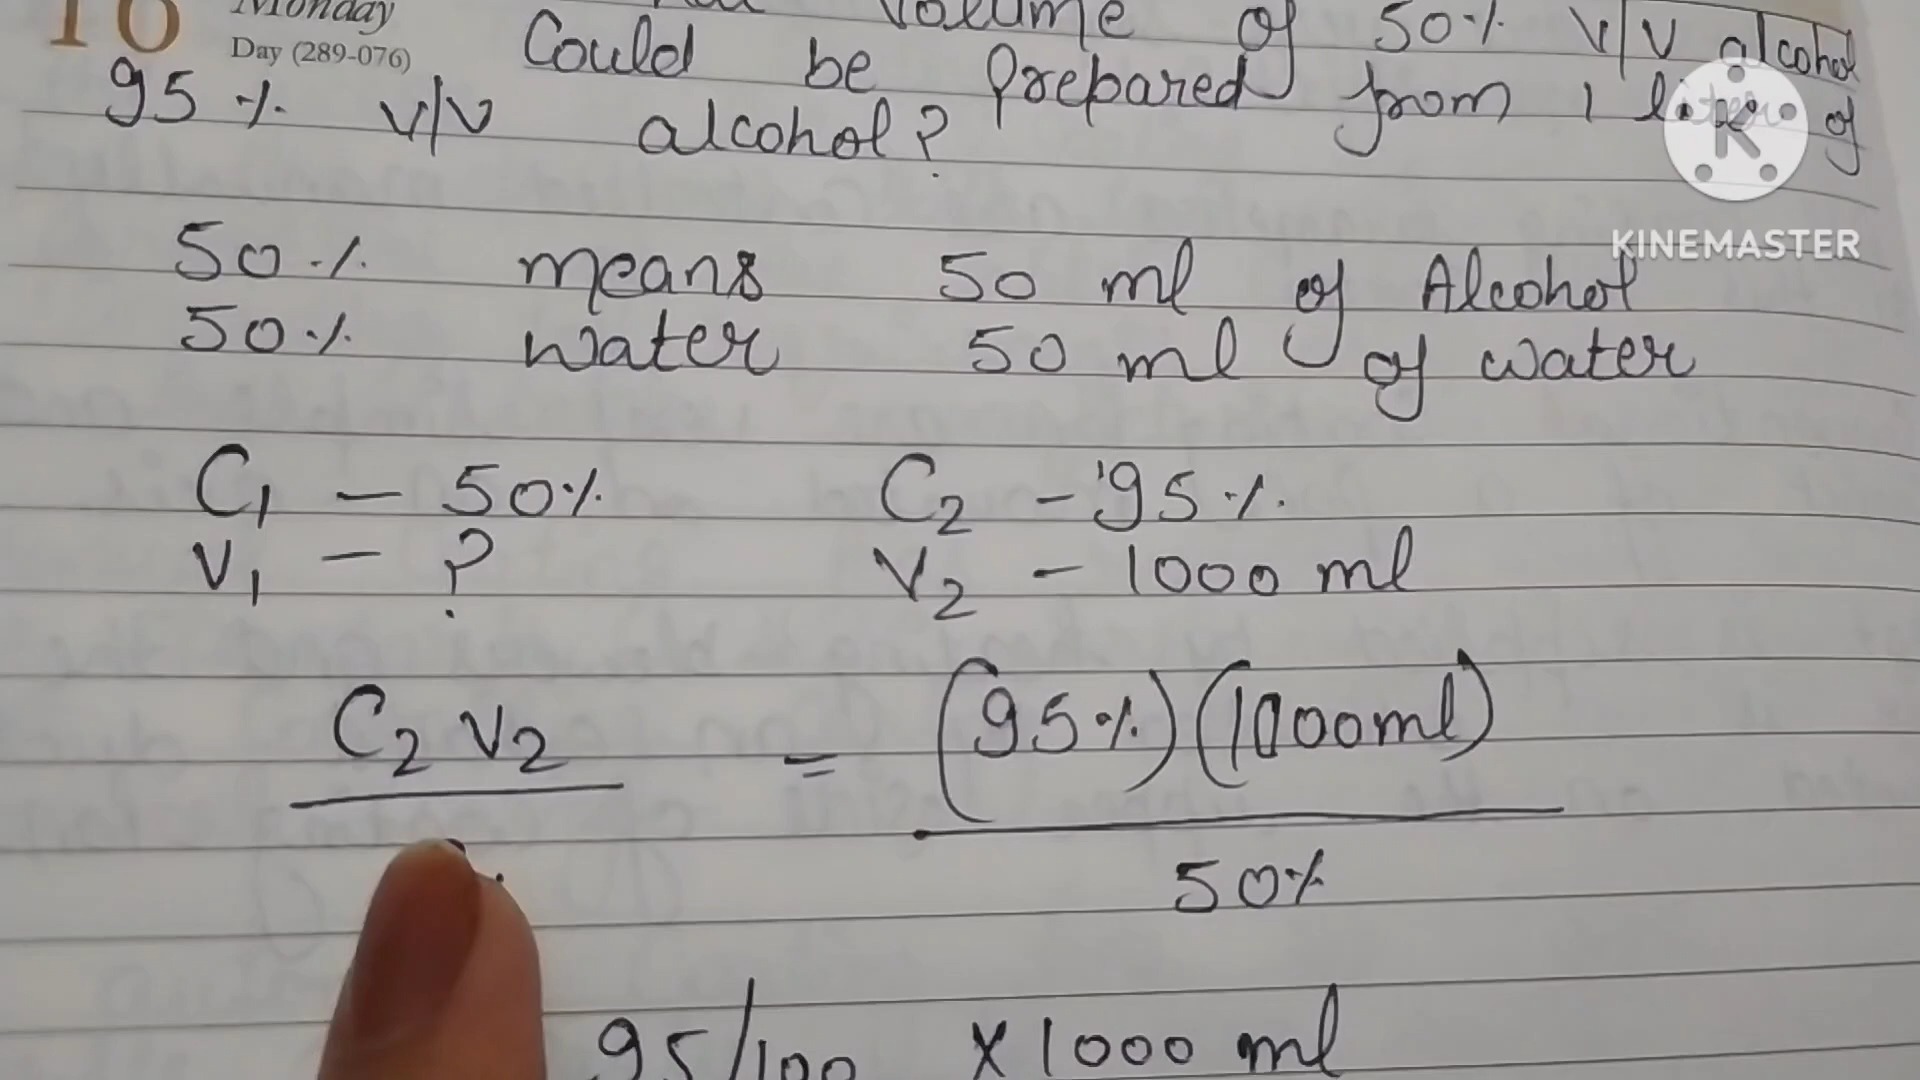 16 Monday
Day (289-076)
volume of 50% v/v alcohol
Could be prepared from 1 liter of
95% v/v alcohol?
KINEMASTER
50% means 50 ml of Alcohol
50% water 50 ml of water
C1 — 50% C2 — 95%
V1 — ? V2 — 1000 ml
C2 V2 = (95%) (1000ml)
50%
95/100 x 1000 ml